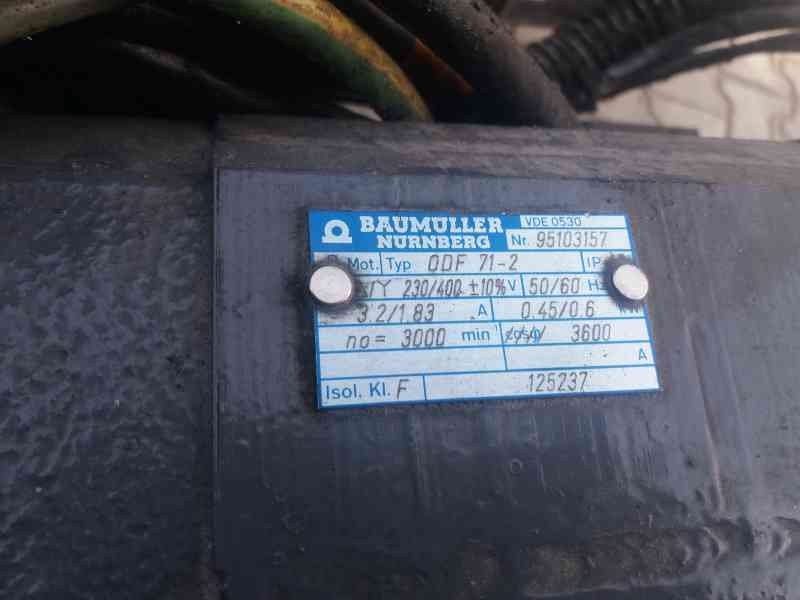 BAUMÜLLER
NÜRNBERG
VDE 0530
Nr. 95103157
Mot. Typ ODF 71-2 IP
Y 230/400 ±10% V 50/60 H
3.2/1.83 A 0.45/0.6
no = 3000 min cosφ 3600
A
Isol. Kl. F 125237